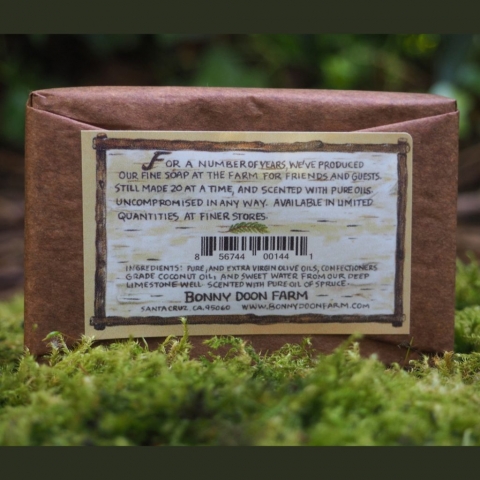 FOR A NUMBER OF YEARS, WE'VE PRODUCED
OUR FINE SOAP AT THE FARM FOR FRIENDS AND GUESTS.
STILL MADE 20 AT A TIME, AND SCENTED WITH PURE OILS
UNCOMPROMISED IN ANY WAY. AVAILABLE IN LIMITED
QUANTITIES AT FINER STORES.
8 56744 00144 1
INGREDIENTS: PURE, AND EXTRA VIRGIN OLIVE OILS, CONFECTIONERS
GRADE COCONUT OIL, AND SWEET WATER FROM OUR DEEP
LIMESTONE WELL. SCENTED WITH PURE OIL OF SPRUCE
BONNY DOON FARM
SANTA CRUZ, CA. 95060 WWW.BONNYDOONFARM.COM